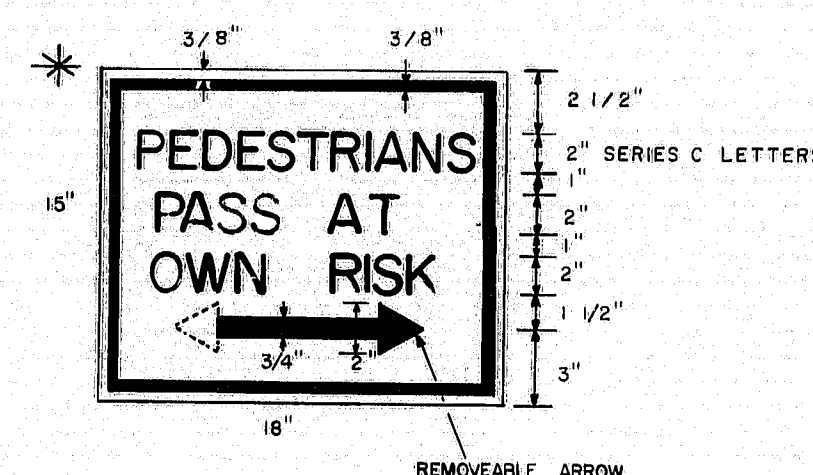 3/8" 3/8"
2 1/2"
PEDESTRIANS
2" SERIES C LETTERS
1"
15"
PASS AT
2"
1"
OWN RISK
2"
1 1/2"
3/4" 2"
3"
18"
REMOVEABLE ARROW